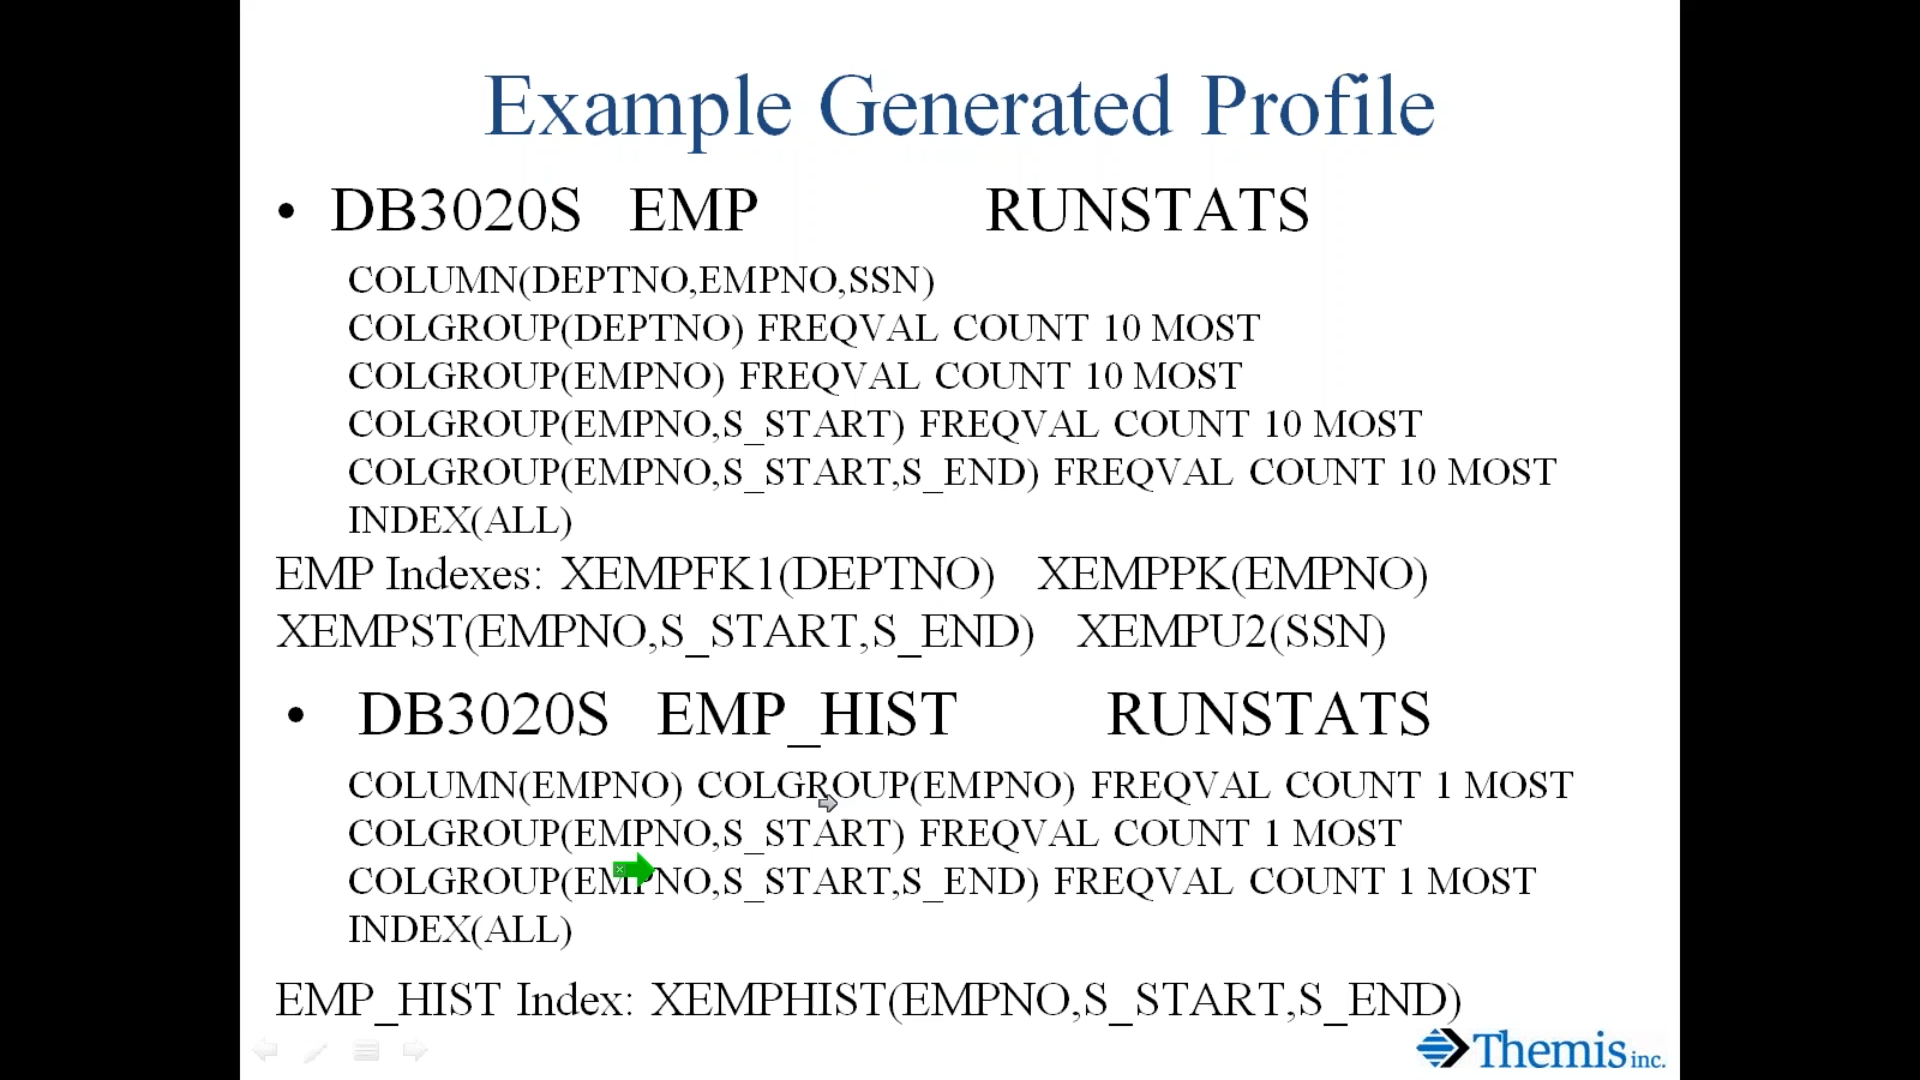 Example Generated Profile
• DB3020S EMP RUNSTATS
COLUMN(DEPTNO,EMPNO,SSN)
COLGROUP(DEPTNO) FREQVAL COUNT 10 MOST
COLGROUP(EMPNO) FREQVAL COUNT 10 MOST
COLGROUP(EMPNO,S_START) FREQVAL COUNT 10 MOST
COLGROUP(EMPNO,S_START,S_END) FREQVAL COUNT 10 MOST
INDEX(ALL)
EMP Indexes: XEMPFK1(DEPTNO) XEMPPK(EMPNO)
XEMPST(EMPNO,S_START,S_END) XEMPU2(SSN)
• DB3020S EMP_HIST RUNSTATS
COLUMN(EMPNO) COLGROUP(EMPNO) FREQVAL COUNT 1 MOST
COLGROUP(EMPNO,S_START) FREQVAL COUNT 1 MOST
COLGROUP(EMPNO,S_START,S_END) FREQVAL COUNT 1 MOST
INDEX(ALL)
EMP_HIST Index: XEMPHIST(EMPNO,S_START,S_END)
Themis inc.